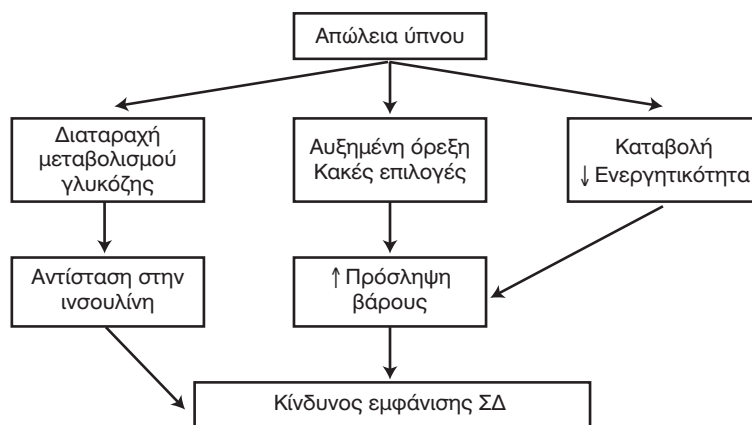 Απώλεια ύπνου
Διαταραχή
μεταβολισμού
γλυκόζης
Αυξημένη όρεξη
Κακές επιλογές
Καταβολή
↓ Ενεργητικότητα
Αντίσταση στην
ινσουλίνη
↑ Πρόσληψη
βάρους
Κίνδυνος εμφάνισης ΣΔ